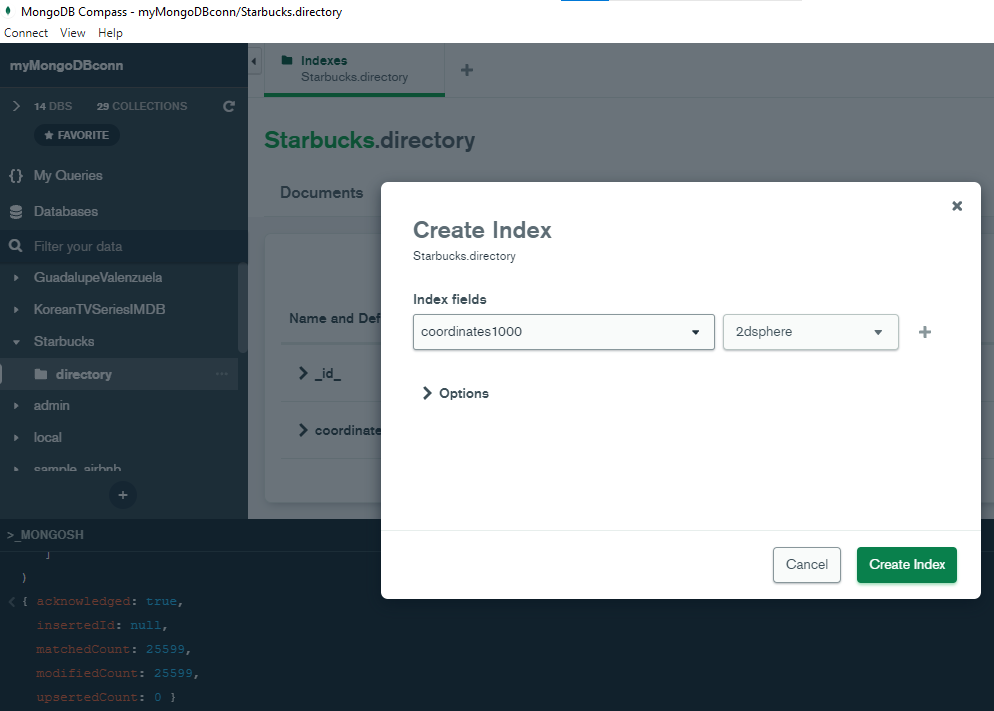 MongoDB Compass - myMongoDBconn/Starbucks.directory
Connect View Help
myMongoDBconn
14 DBS 29 COLLECTIONS
FAVORITE
{} My Queries
Databases
Filter your data
GuadalupeValenzuela
KoreanTVSeriesIMDB
Starbucks
directory ...
admin
local
sample_airbnb
+
Indexes
Starbucks.directory
+
Starbucks.directory
Documents
Name and Def
_id_
coordinate
Create Index
Starbucks.directory
Index fields
coordinates1000 2dsphere +
Options
Cancel Create Index
>_MONGOSH
]
)
< { acknowledged: true,
insertedId: null,
matchedCount: 25599,
modifiedCount: 25599,
upsertedCount: 0 }